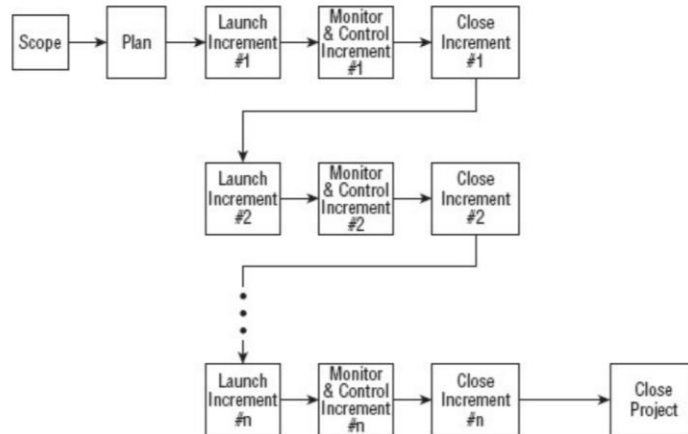 Scope
Plan
Launch
Increment
#1
Monitor
& Control
Increment
#1
Close
Increment
#1
Launch
Increment
#2
Monitor
& Control
Increment
#2
Close
Increment
#2
Launch
Increment
#n
Monitor
& Control
Increment
#n
Close
Increment
#n
Close
Project